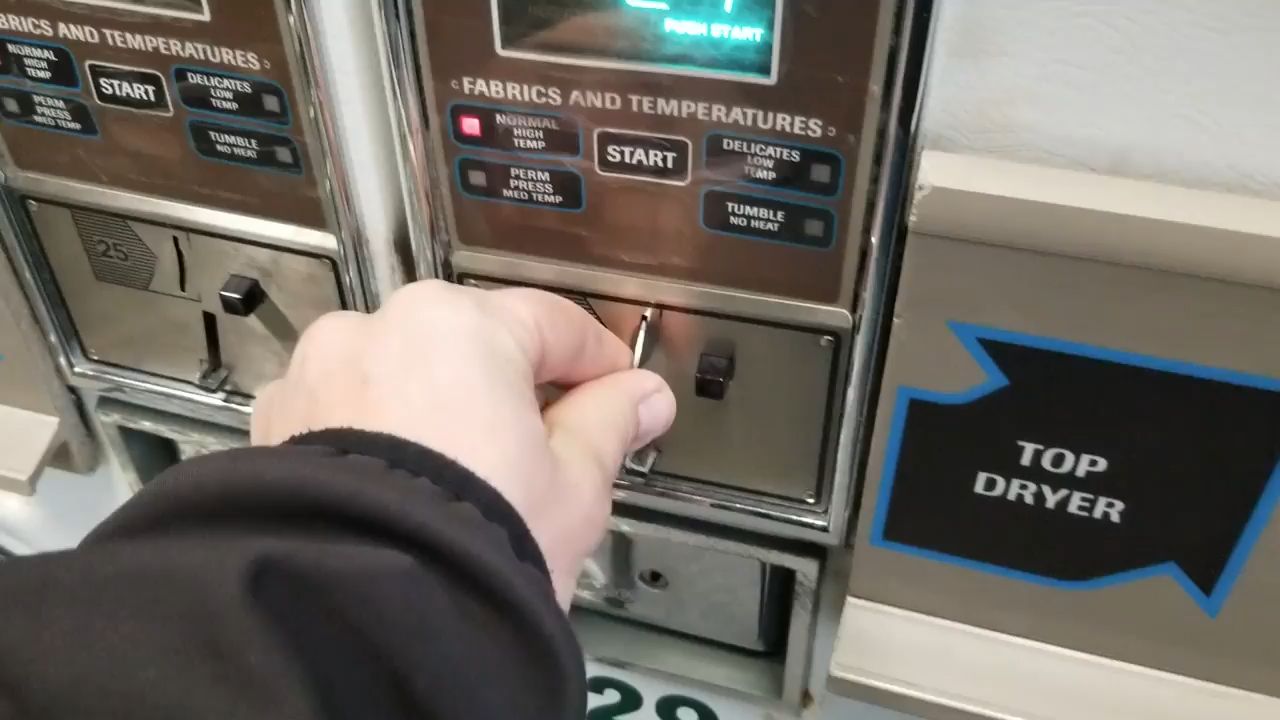 FABRICS AND TEMPERATURES
NORMAL
HIGH
TEMP
PERM
PRESS
MED TEMP
START
DELICATES
LOW
TEMP
TUMBLE
NO HEAT
25
PUSH START
FABRICS AND TEMPERATURES
NORMAL
HIGH
TEMP
PERM
PRESS
MED TEMP
START
DELICATES
LOW
TEMP
TUMBLE
NO HEAT
TOP
DRYER